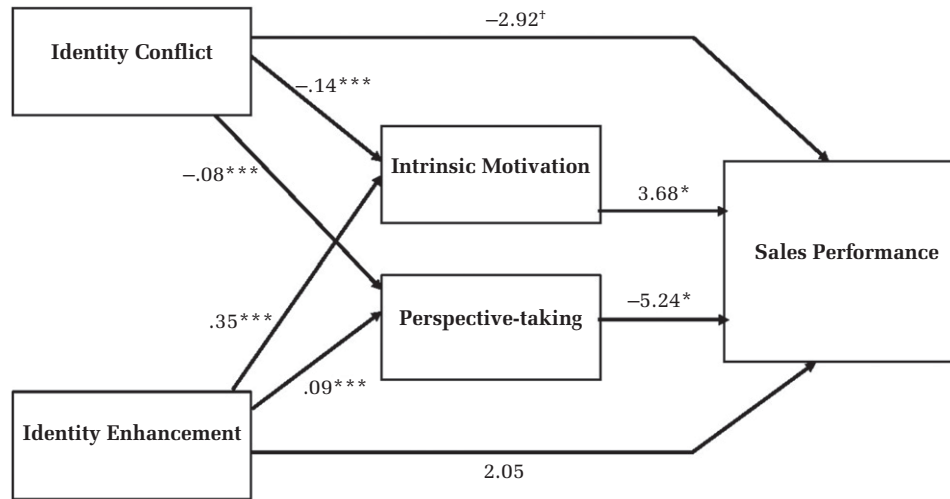 −2.92†
Identity Conflict
−.14***
Intrinsic Motivation
−.08***
3.68*
Sales Performance
−5.24*
Perspective-taking
.35***
.09***
Identity Enhancement
2.05